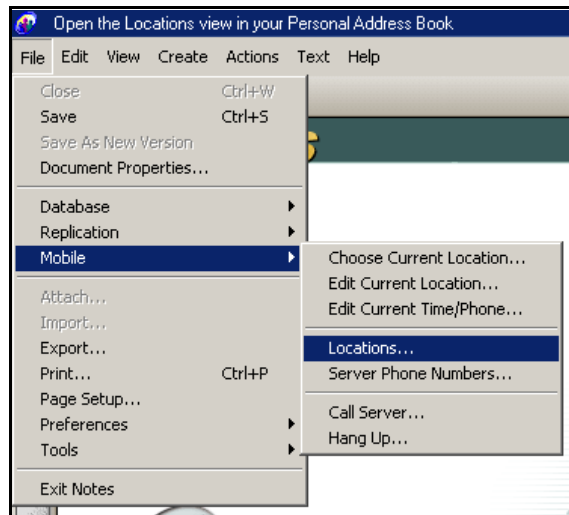 Open the Locations view in your Personal Address Book
File Edit View Create Actions Text Help
Close Ctrl+W
Save Ctrl+S
Save As New Version
Document Properties...
Database
Replication
Mobile
Choose Current Location...
Edit Current Location...
Edit Current Time/Phone...
Locations...
Server Phone Numbers...
Call Server...
Hang Up...
Attach...
Import...
Export...
Print... Ctrl+P
Page Setup...
Preferences
Tools
Exit Notes